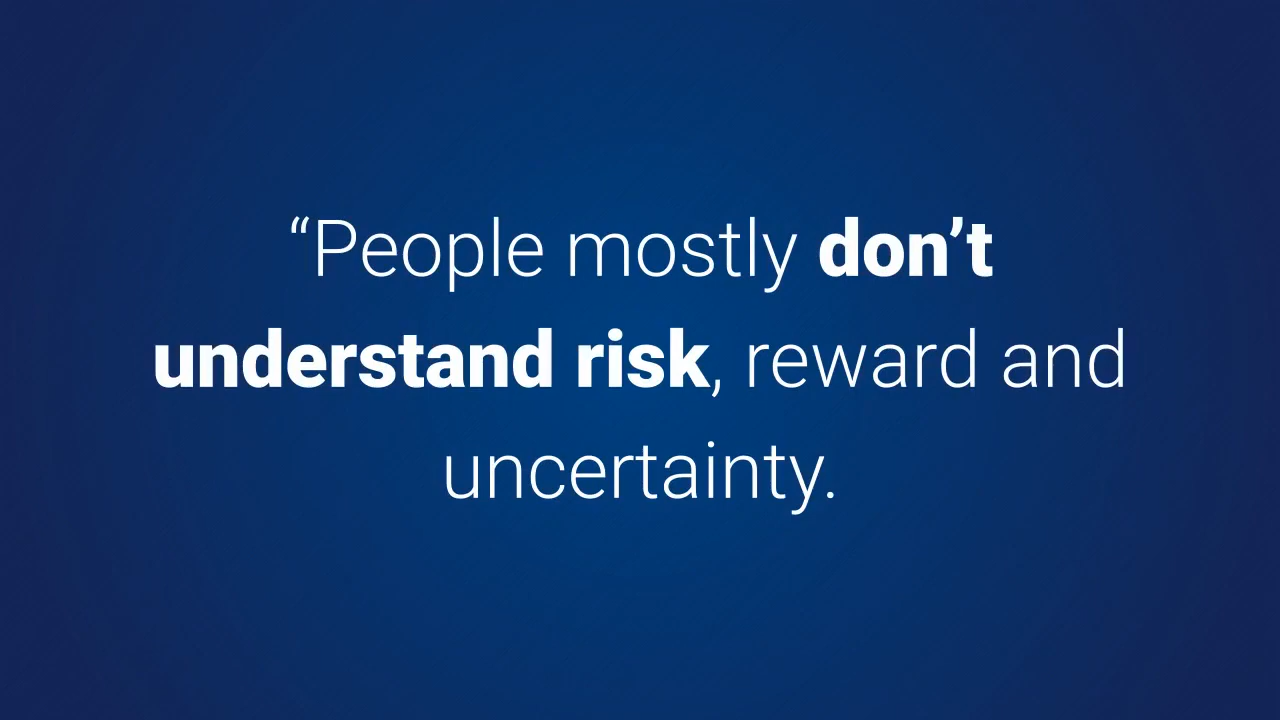 “People mostly don’t
understand risk, reward and
uncertainty.